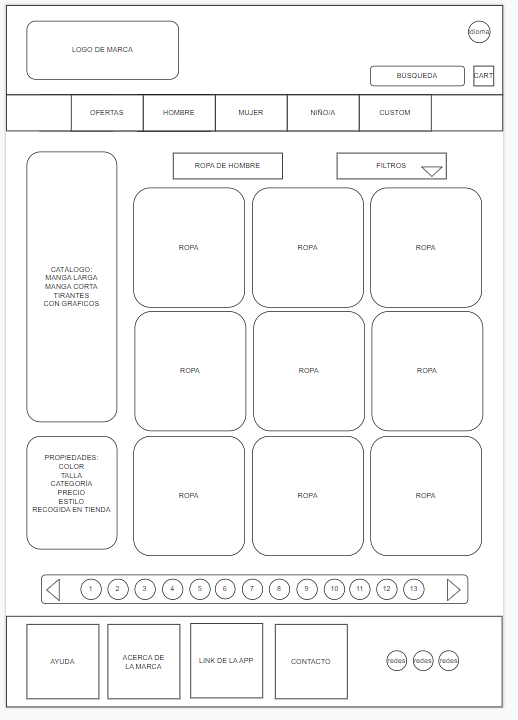 LOGO DE MARCA
idioma
BÚSQUEDA
CART
OFERTAS
HOMBRE
MUJER
NIÑO/A
CUSTOM
ROPA DE HOMBRE
FILTROS
CATÁLOGO:
MANGA LARGA
MANGA CORTA
TIRANTES
CON GRAFICOS
ROPA
ROPA
ROPA
ROPA
ROPA
ROPA
PROPIEDADES:
COLOR
TALLA
CATEGORÍA
PRECIO
ESTILO
RECOGIDA EN TIENDA
ROPA
ROPA
ROPA
1 2 3 4 5 6 7 8 9 10 11 12 13
AYUDA
ACERCA DE
LA MARCA
LINK DE LA APP
CONTACTO
redes
redes
redes